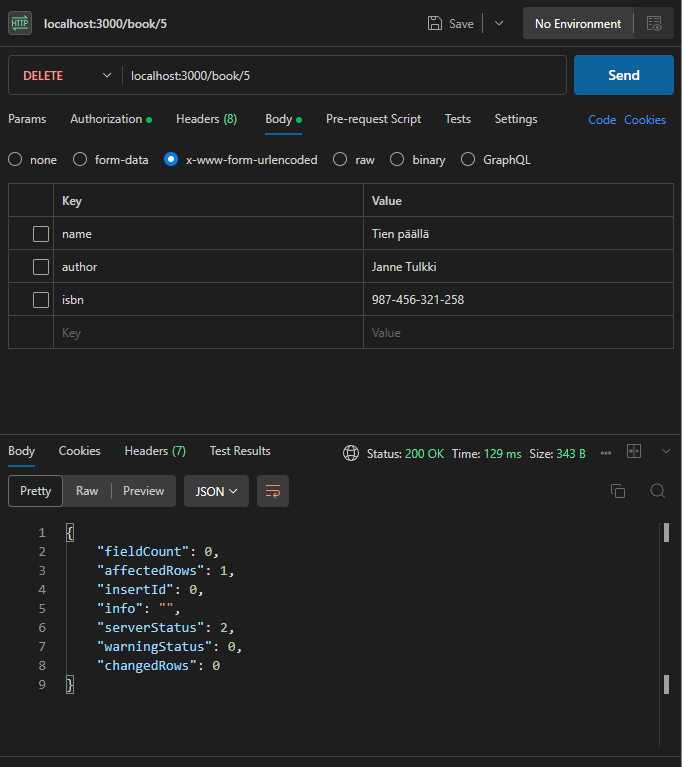 HTTP localhost:3000/book/5 Save No Environment
DELETE localhost:3000/book/5 Send
Params Authorization Headers (8) Body Pre-request Script Tests Settings Code Cookies
none form-data x-www-form-urlencoded raw binary GraphQL
Key Value
name Tien päällä
author Janne Tulkki
isbn 987-456-321-258
Key Value
Body Cookies Headers (7) Test Results Status: 200 OK Time: 129 ms Size: 343 B
Pretty Raw Preview JSON
1 {
2 "fieldCount": 0,
3 "affectedRows": 1,
4 "insertId": 0,
5 "info": "",
6 "serverStatus": 2,
7 "warningStatus": 0,
8 "changedRows": 0
9 }